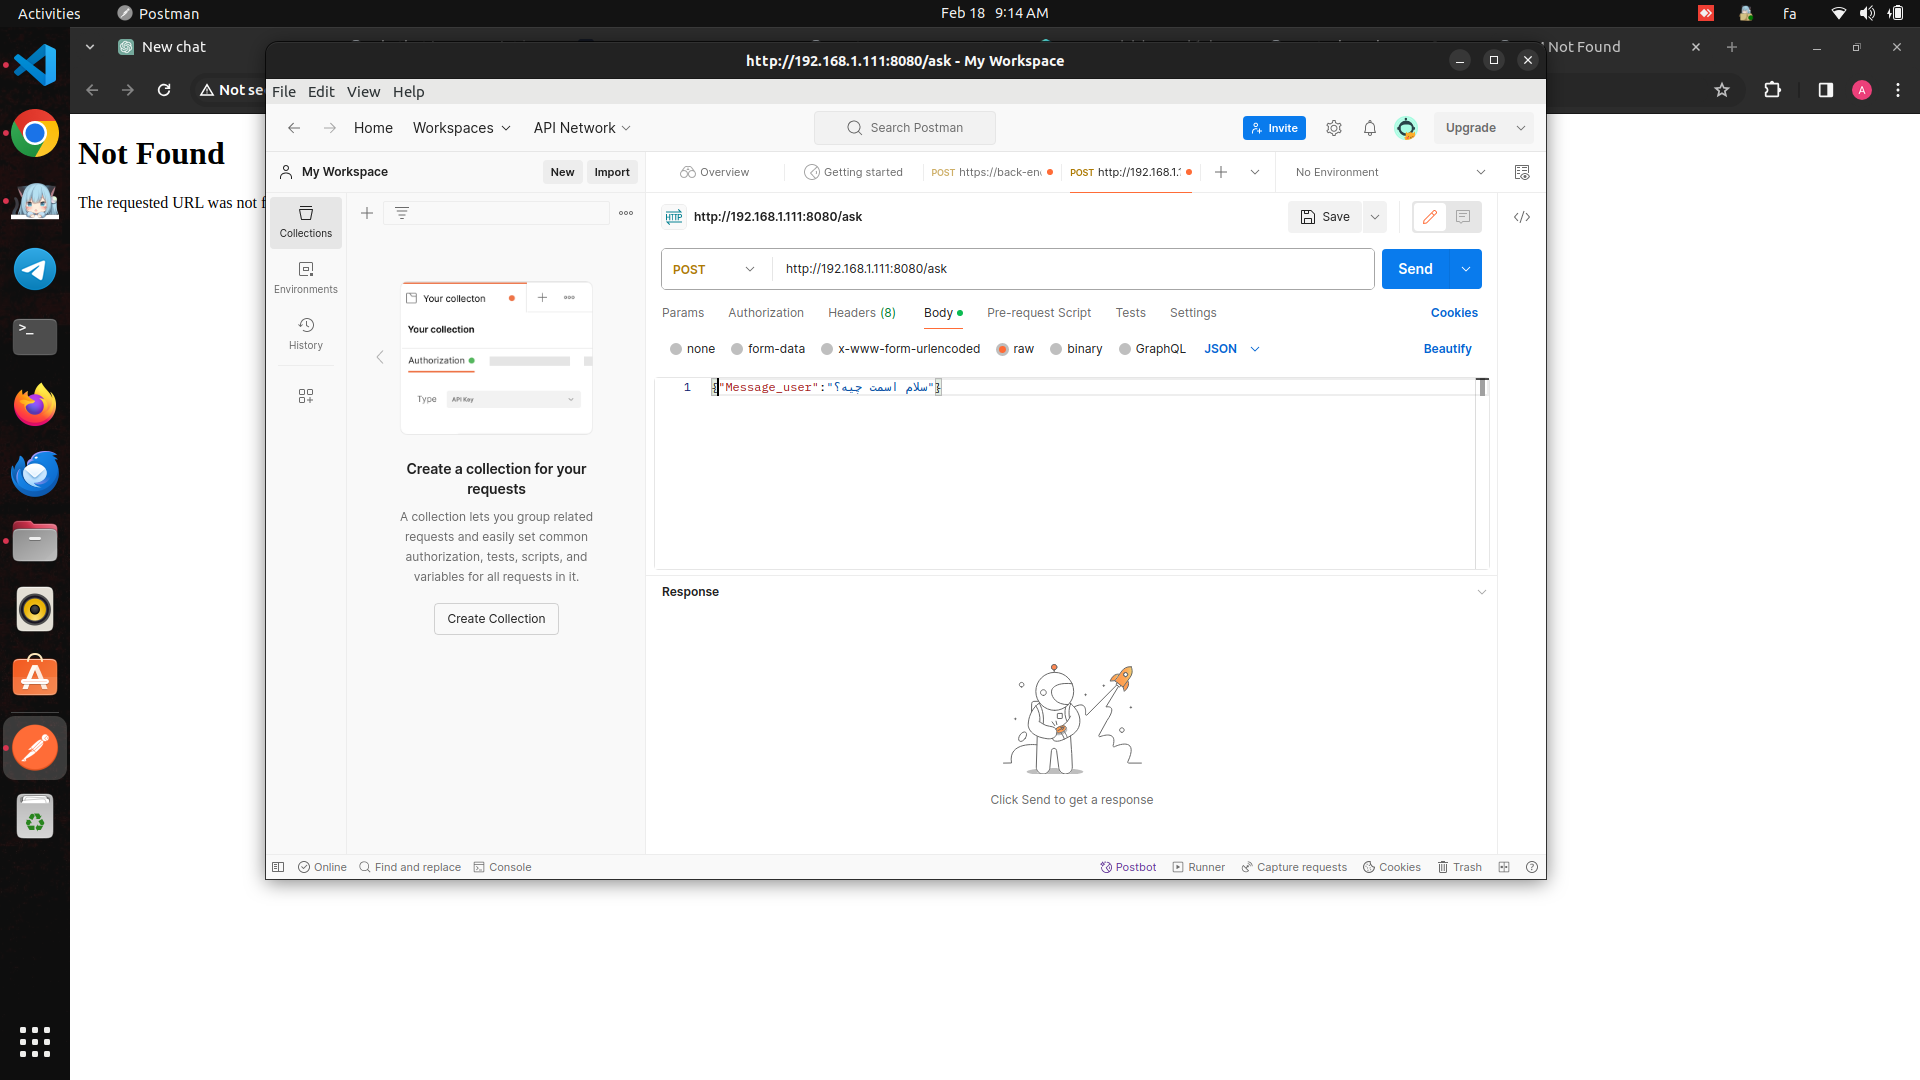 Activities
Postman
Feb 18 9:14 AM
fa
New chat
Not Found
Not se
Not Found
The requested URL was not f
http://192.168.1.111:8080/ask - My Workspace
File Edit View Help
Home Workspaces API Network
Search Postman
Invite
Upgrade
My Workspace
New Import
Overview
Getting started
POST https://back-en
POST http://192.168.1.
No Environment
Collections
Environments
History
Your collecton
Your collection
Authorization
Type API Key
Create a collection for your
requests
A collection lets you group related
requests and easily set common
authorization, tests, scripts, and
variables for all requests in it.
Create Collection
HTTP
http://192.168.1.111:8080/ask
Save
POST
http://192.168.1.111:8080/ask
Send
Params Authorization Headers (8) Body Pre-request Script Tests Settings
Cookies
none form-data x-www-form-urlencoded raw binary GraphQL JSON
Beautify
1 {"Message_user":"سلام اسمت چیه؟"}
Response
Click Send to get a response
Online Find and replace Console
Postbot Runner Capture requests Cookies Trash